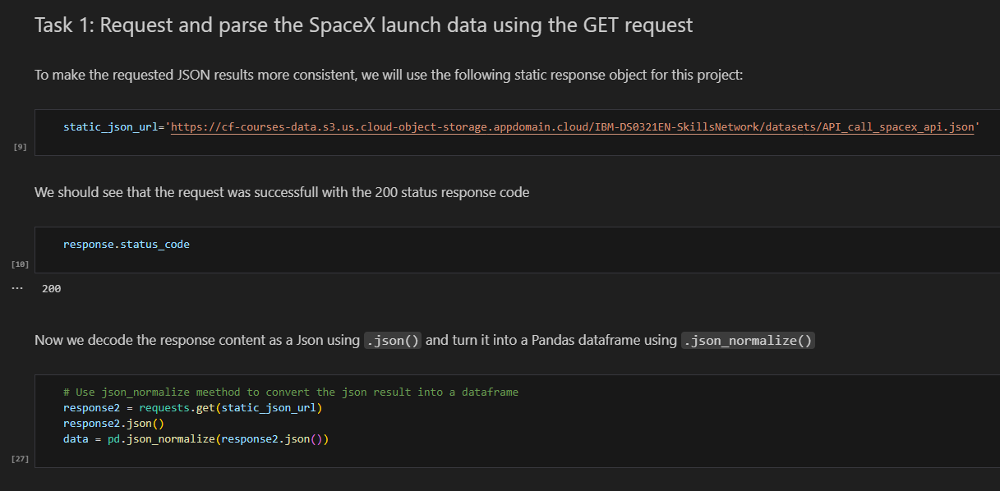 Task 1: Request and parse the SpaceX launch data using the GET request
To make the requested JSON results more consistent, we will use the following static response object for this project:
static_json_url='https://cf-courses-data.s3.us.cloud-object-storage.appdomain.cloud/IBM-DS0321EN-SkillsNetwork/datasets/API_call_spacex_api.json'
[9]
We should see that the request was successfull with the 200 status response code
response.status_code
[10]
... 200
Now we decode the response content as a Json using .json() and turn it into a Pandas dataframe using .json_normalize()
# Use json_normalize meethod to convert the json result into a dataframe
response2 = requests.get(static_json_url)
response2.json()
data = pd.json_normalize(response2.json())
[27]